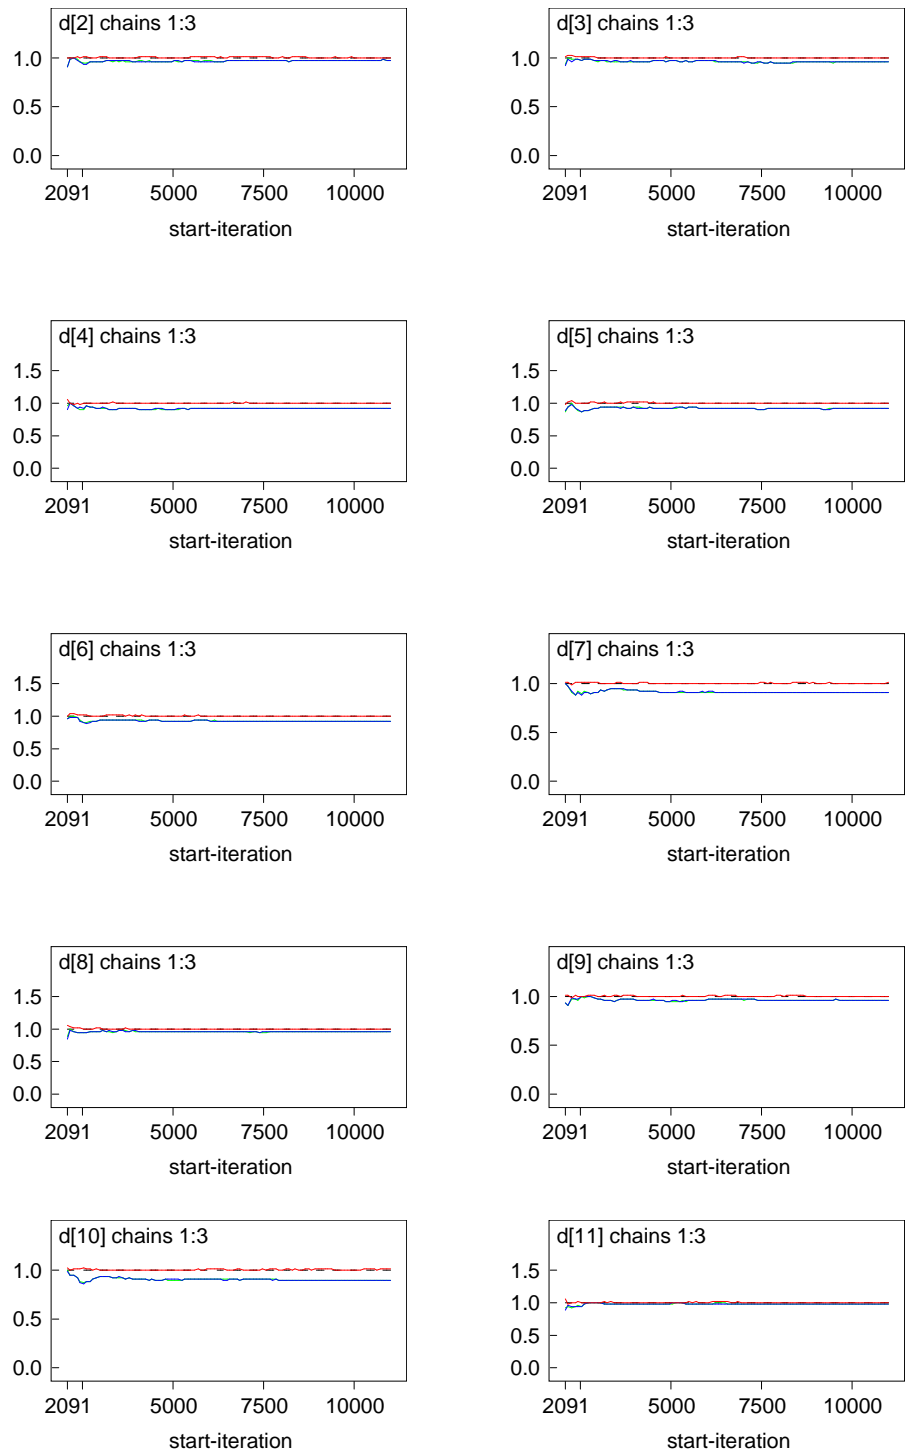 d[2] chains 1:3
1.0
0.5
0.0
2091 5000 7500 10000
start-iteration
d[3] chains 1:3
1.0
0.5
0.0
2091 5000 7500 10000
start-iteration
d[4] chains 1:3
1.5
1.0
0.5
0.0
2091 5000 7500 10000
start-iteration
d[5] chains 1:3
1.5
1.0
0.5
0.0
2091 5000 7500 10000
start-iteration
d[6] chains 1:3
1.5
1.0
0.5
0.0
2091 5000 7500 10000
start-iteration
d[7] chains 1:3
1.0
0.5
0.0
2091 5000 7500 10000
start-iteration
d[8] chains 1:3
1.5
1.0
0.5
0.0
2091 5000 7500 10000
start-iteration
d[9] chains 1:3
1.0
0.5
0.0
2091 5000 7500 10000
start-iteration
d[10] chains 1:3
1.0
0.5
0.0
2091 5000 7500 10000
start-iteration
d[11] chains 1:3
1.5
1.0
0.5
0.0
2091 5000 7500 10000
start-iteration